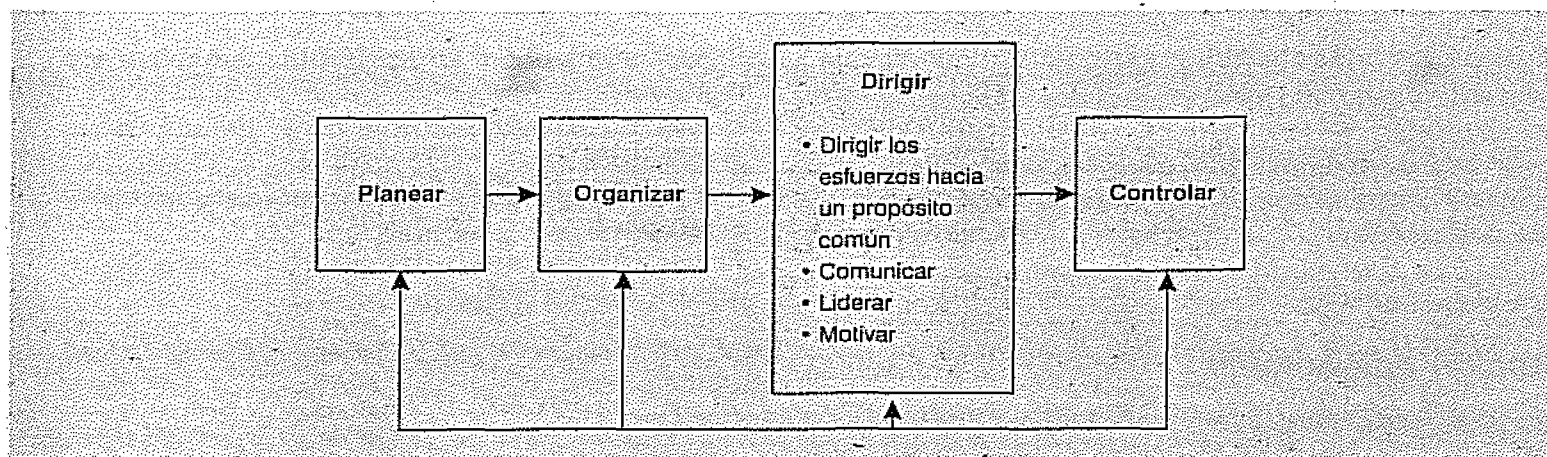 Planear
Organizar
Dirigir
• Dirigir los
esfuerzos hacia
un propósito
común
• Comunicar
• Liderar
• Motivar
Controlar